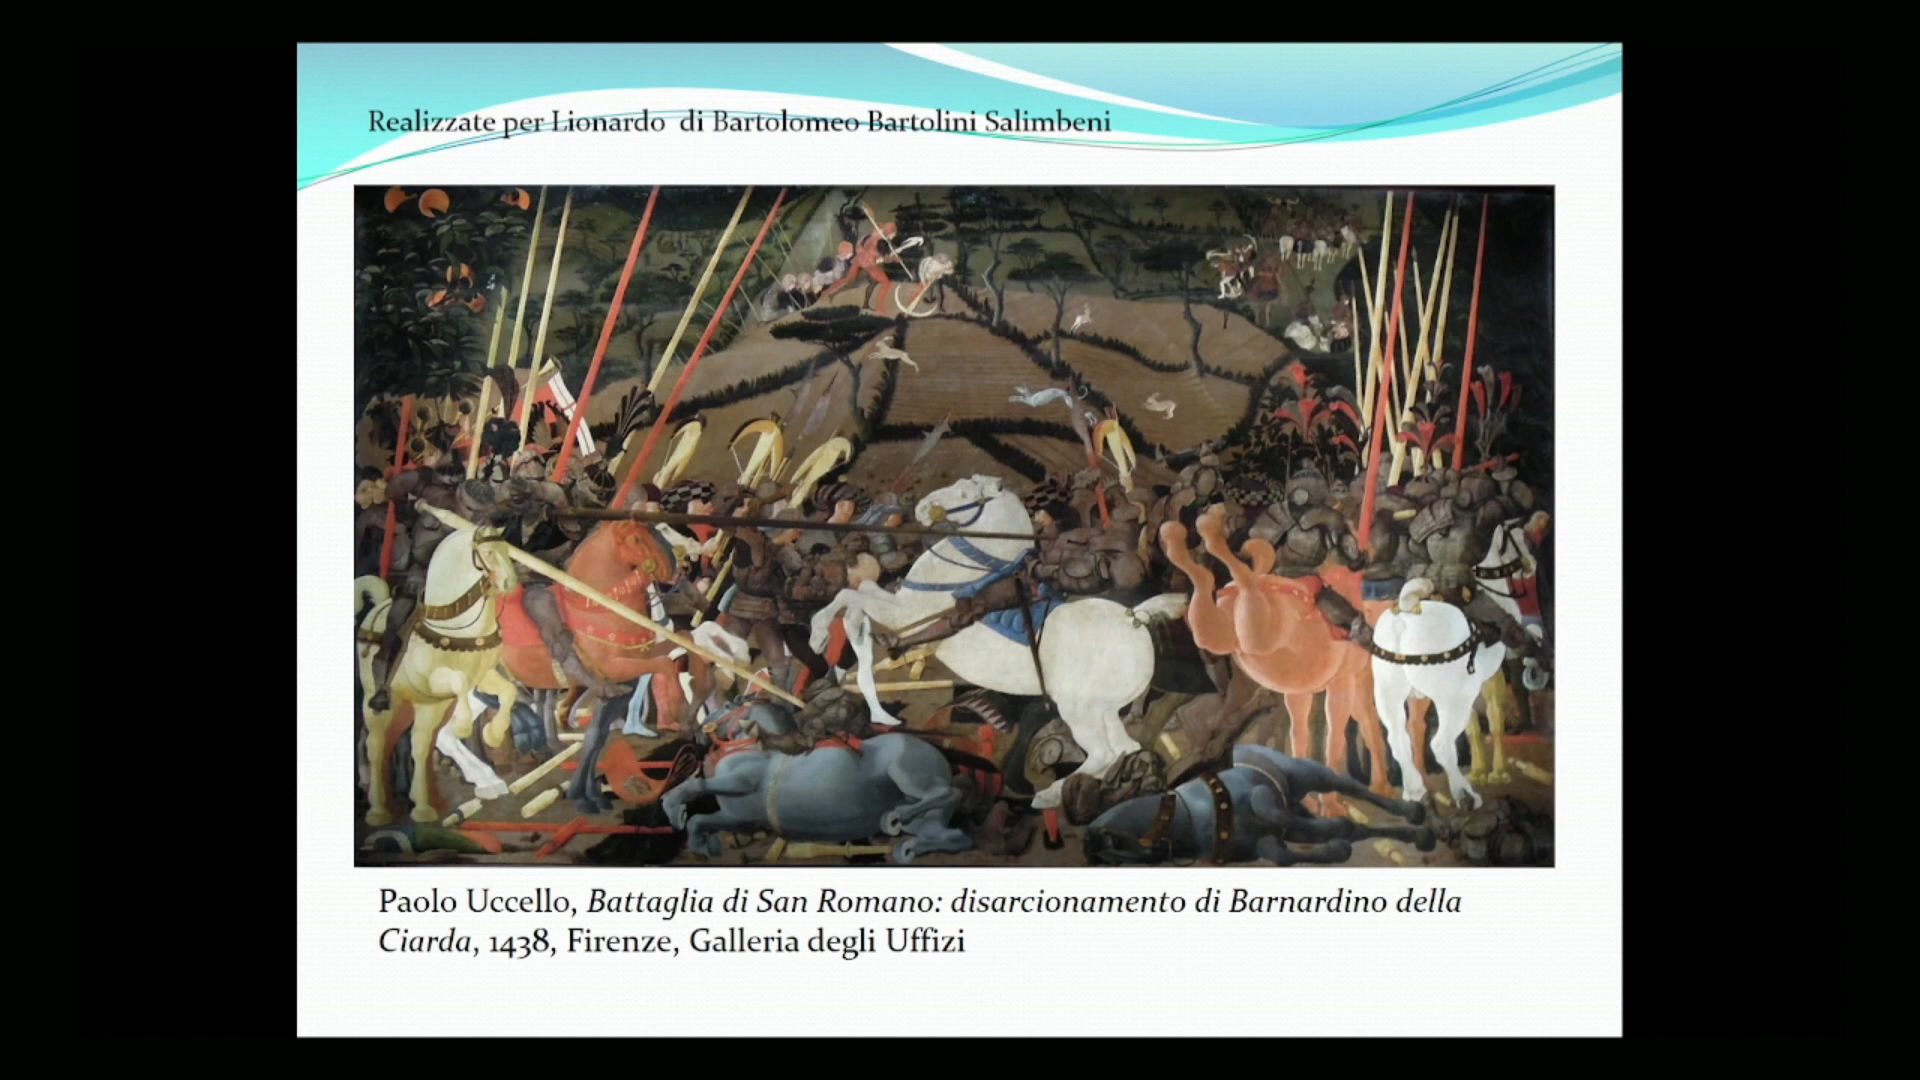 Realizzate per Lionardo di Bartolomeo Bartolini Salimbeni
Paolo Uccello, Battaglia di San Romano: disarcionamento di Barnardino della
Ciarda, 1438, Firenze, Galleria degli Uffizi